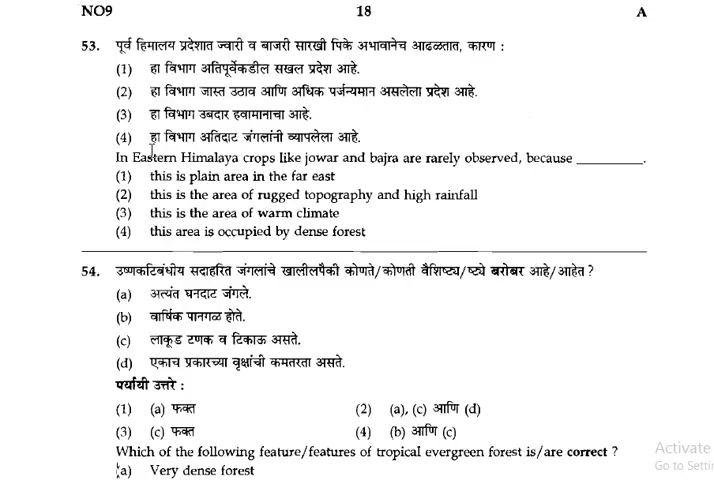 NO9 18 A
53. पूर्व हिमालय प्रदेशात ज्वारी व बाजरी सारखी पिके अभावानेच आढळतात, कारण :
(1) हा विभाग अतिपूर्वेकडील सखल प्रदेश आहे.
(2) हा विभाग जास्त उठाव आणि अधिक पर्जन्यमान असलेला प्रदेश आहे.
(3) हा विभाग उबदार हवामानाचा आहे.
(4) हा विभाग अतिदाट जंगलांनी व्यापलेला आहे.
In Eastern Himalaya crops like jowar and bajra are rarely observed, because ________.
(1) this is plain area in the far east
(2) this is the area of rugged topography and high rainfall
(3) this is the area of warm climate
(4) this area is occupied by dense forest
54. उष्णकटिबंधीय सदाहरित जंगलांचे खालीलपैकी कोणते/कोणती वैशिष्ट्य/ष्ट्ये बरोबर आहे/आहेत ?
(a) अत्यंत घनदाट जंगले.
(b) वार्षिक पानगळ होते.
(c) लाकूड टणक व टिकाऊ असते.
(d) एकाच प्रकारच्या वृक्षांची कमतरता असते.
पर्यायी उत्तरे :
(1) (a) फक्त (2) (a), (c) आणि (d)
(3) (c) फक्त (4) (b) आणि (c)
Which of the following feature/features of tropical evergreen forest is/are correct ?
(a) Very dense forest
Activate
Go to Settin